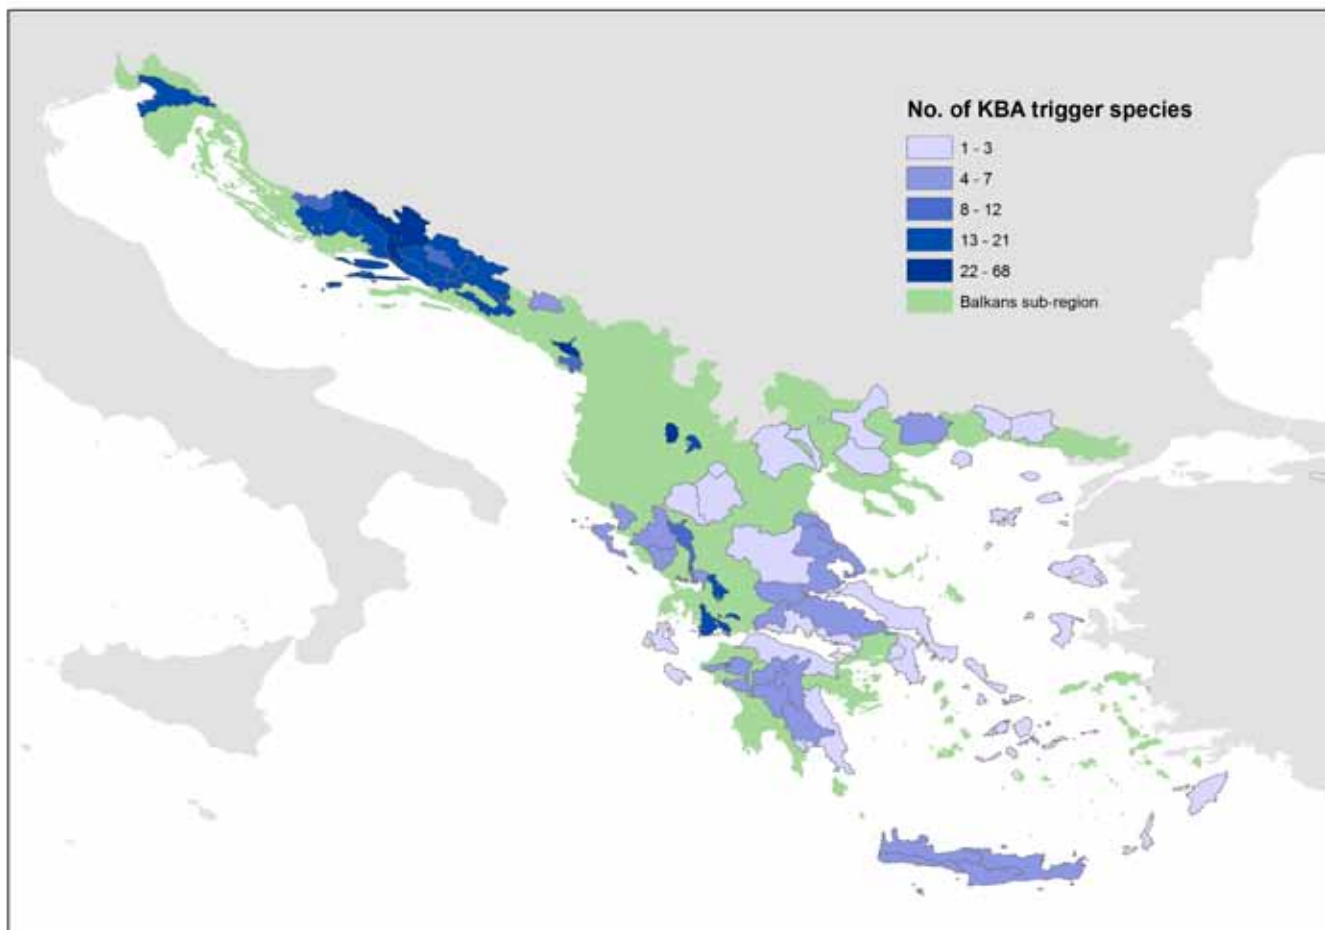 No. of KBA trigger species
1 - 3
4 - 7
8 - 12
13 - 21
22 - 68
Balkans sub-region